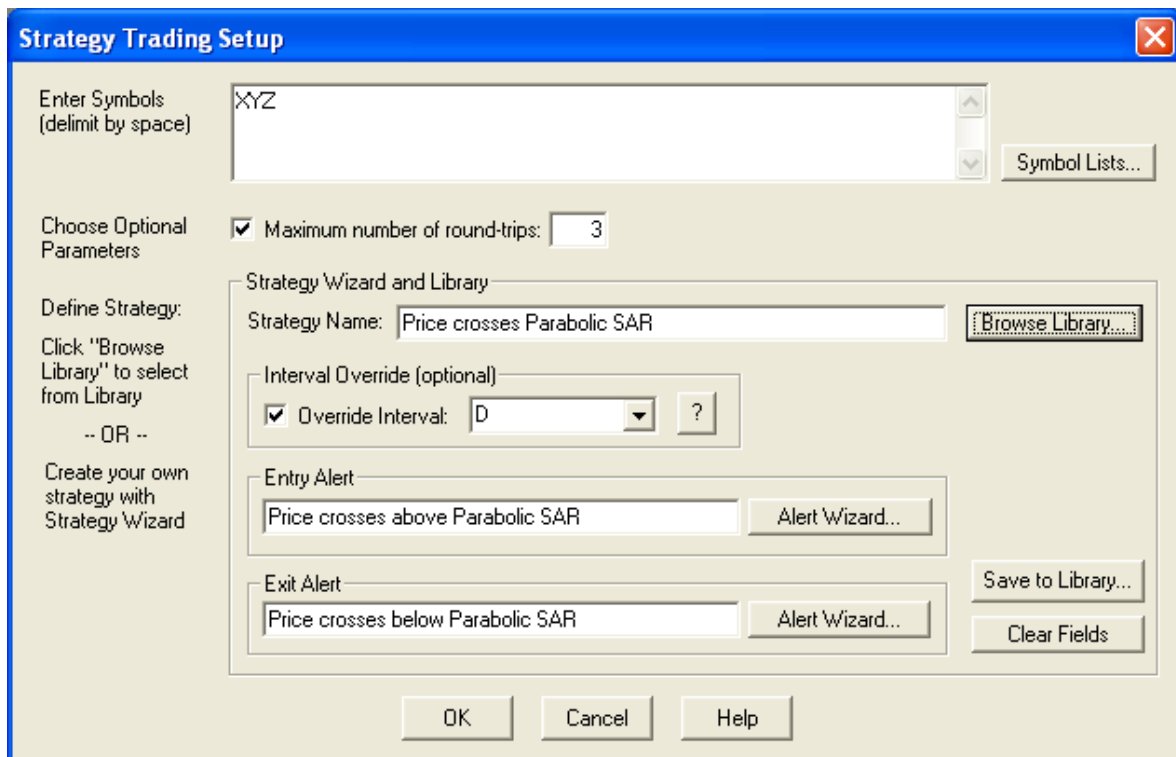 Strategy Trading Setup
Enter Symbols
(delimit by space)
XYZ
Symbol Lists...
Choose Optional
Parameters
Maximum number of round-trips: 3
Strategy Wizard and Library
Define Strategy:
Strategy Name: Price crosses Parabolic SAR Browse Library...
Click "Browse
Library" to select
from Library
Interval Override (optional)
Override Interval: D ?
-- OR --
Create your own
strategy with
Strategy Wizard
Entry Alert
Price crosses above Parabolic SAR Alert Wizard...
Exit Alert
Price crosses below Parabolic SAR Alert Wizard...
Save to Library...
Clear Fields
OK Cancel Help